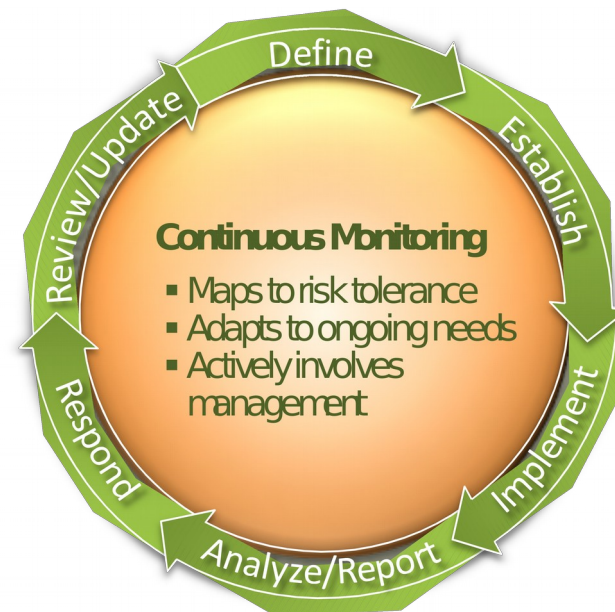 Define
Establish
Implement
Analyze/Report
Respond
Review/Update
Continuous Monitoring
▪ Maps to risk tolerance
▪ Adapts to ongoing needs
▪ Actively involves
management